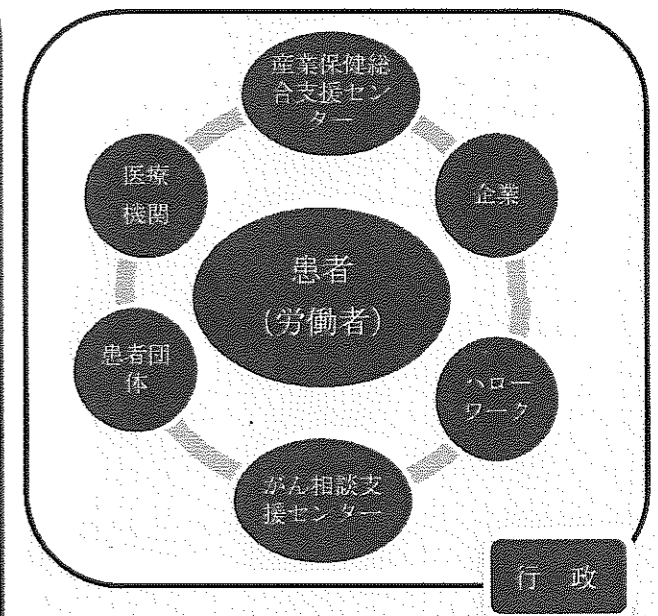 産業保健総
合支援セン
ター
医療
機関
企業
患者
(労働者)
患者団
体
ハロー
ワーク
がん相談支
援センター
行　政